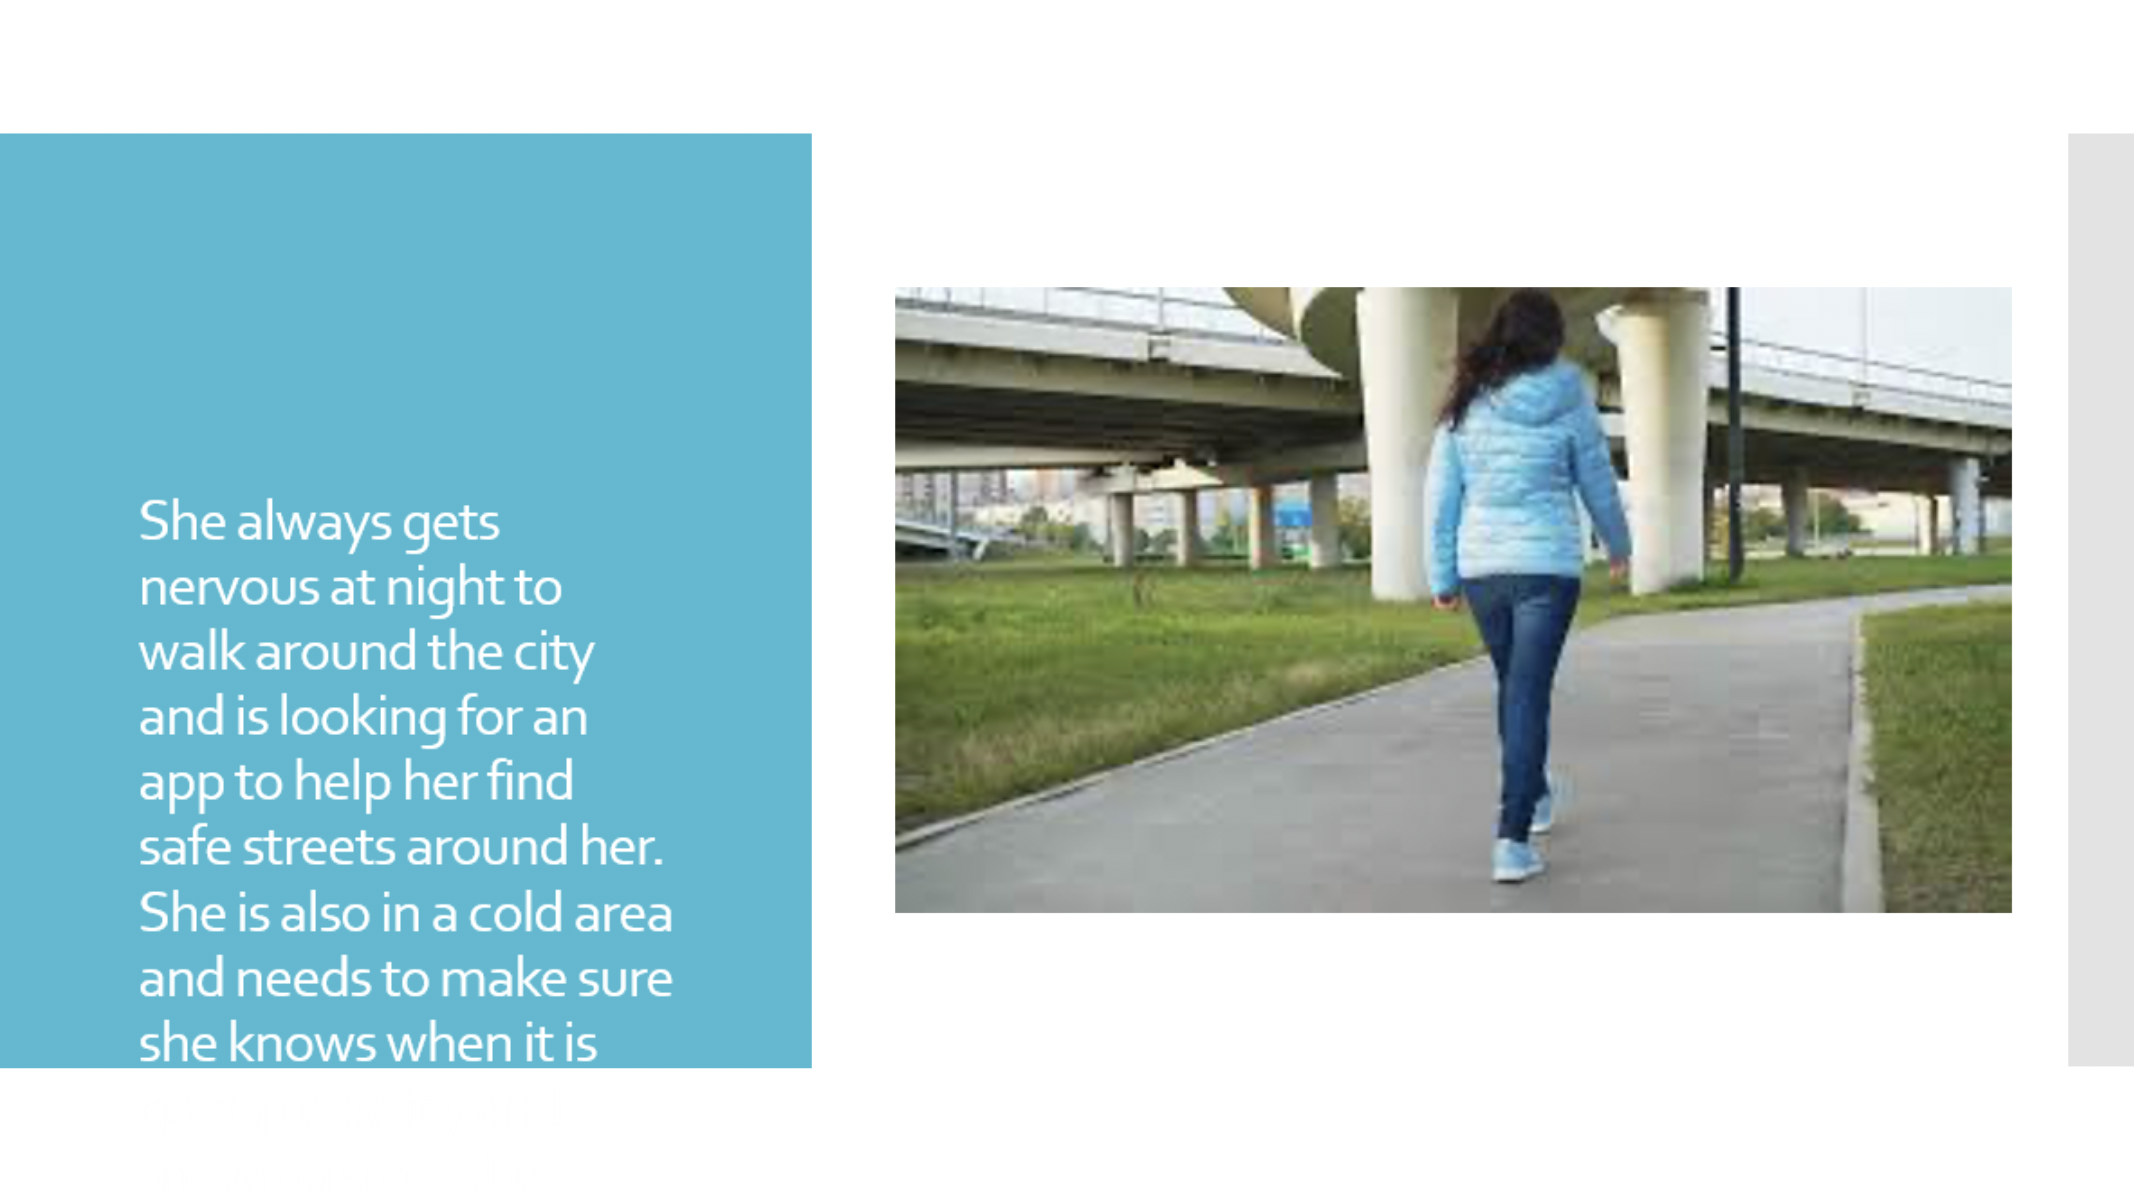 She always gets
nervous at night to
walk around the city
and is looking for an
app to help her find
safe streets around her.
She is also in a cold area
and needs to make sure
she knows when it is